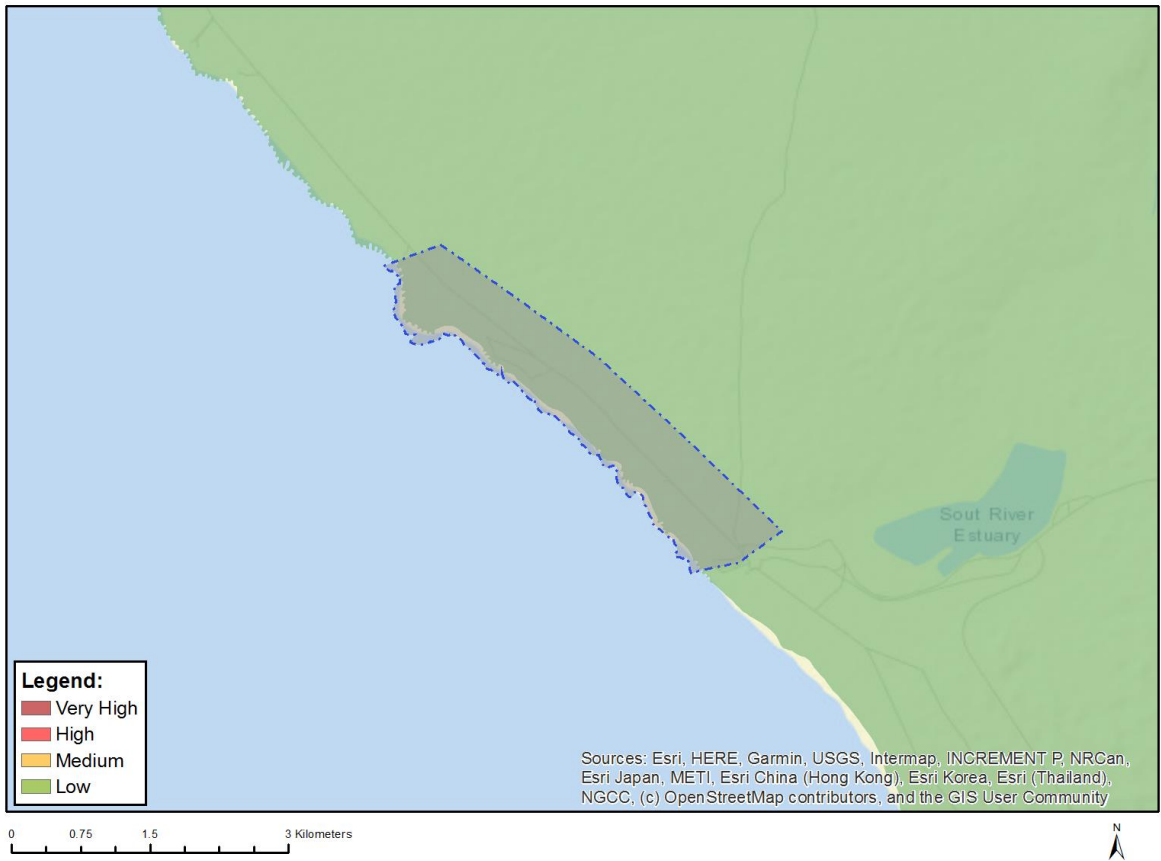 Sout River
Estuary
Legend:
Very High
High
Medium
Low
Sources: Esri, HERE, Garmin, USGS, Intermap, INCREMENT P, NRCan,
Esri Japan, METI, Esri China (Hong Kong), Esri Korea, Esri (Thailand),
NGCC, (c) OpenStreetMap contributors, and the GIS User Community
0 0.75 1.5 3 Kilometers
N